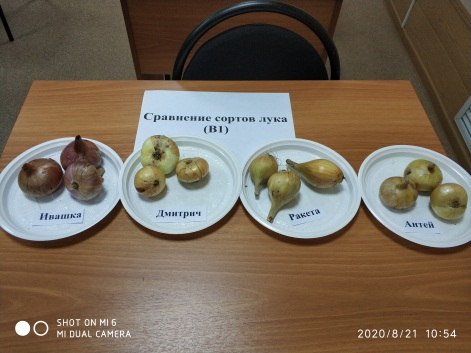 Сравнение сортов лука
(В1)
Ивашка
Дмитрич
Ракета
Антей
SHOT ON MI 6
MI DUAL CAMERA
2020/8/21 10:54